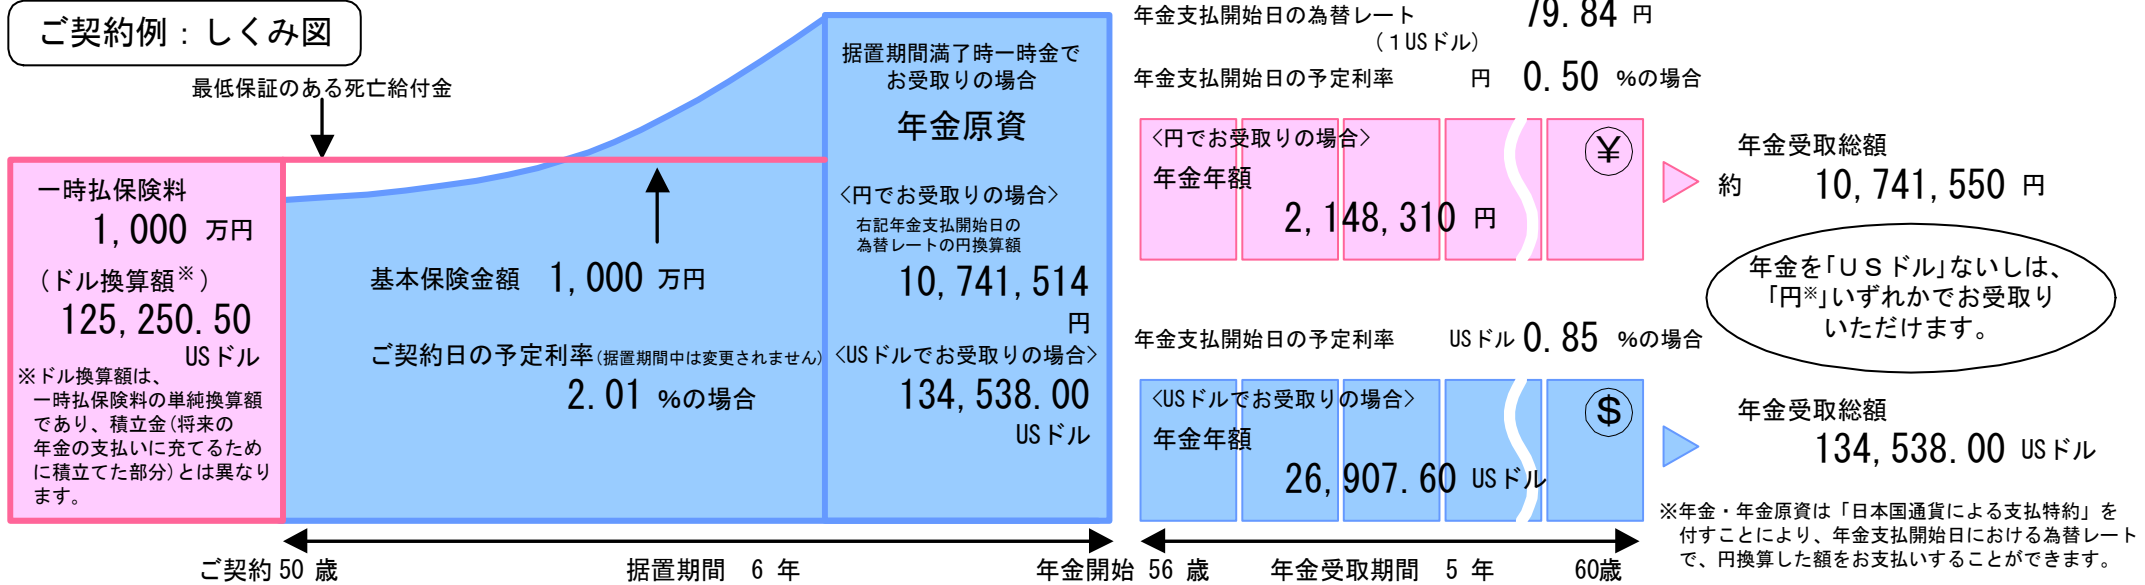 ご契約例：しくみ図
最低保証のある死亡給付金
一時払保険料
1,000 万円
（ドル換算額※）
125,250.50
USドル
※ドル換算額は、
一時払保険料の単純換算額
であり、積立金(将来の
年金の支払いに充てるため
に積立てた部分)とは異なり
ます。
基本保険金額 1,000 万円
ご契約日の予定利率(据置期間中は変更されません)
2.01 %の場合
据置期間満了時一時金で
お受取りの場合
年金原資
〈円でお受取りの場合〉
右記年金支払開始日の
為替レートの円換算額
10,741,514
円
〈USドルでお受取りの場合〉
134,538.00
USドル
ご契約 50 歳
据置期間 6 年
年金開始 56 歳
年金受取期間 5 年
60歳
年金支払開始日の為替レート 79.84 円
（１USドル）
年金支払開始日の予定利率 円 0.50 %の場合
〈円でお受取りの場合〉
¥
年金年額
2,148,310 円
年金受取総額
約 10,741,550 円
年金を｢ＵＳドル｣ないしは、
｢円※｣いずれかでお受取り
いただけます。
年金支払開始日の予定利率 USドル 0.85 %の場合
〈USドルでお受取りの場合〉
$
年金年額
26,907.60 USドル
年金受取総額
134,538.00 USドル
※年金・年金原資は「日本国通貨による支払特約」を
付すことにより、年金支払開始日における為替レート
で、円換算した額をお支払いすることができます。